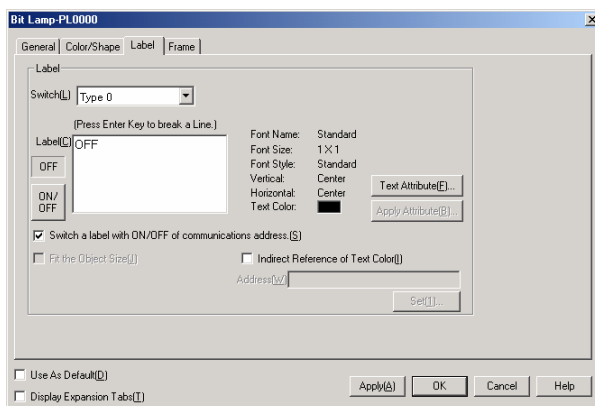 Bit Lamp-PL0000
General Color/Shape Label Frame
Label
Switch(L) Type 0
(Press Enter Key to break a Line.)
Label(C) OFF
OFF
ON/
OFF
Font Name: Standard
Font Size: 1X1
Font Style: Standard
Vertical: Center
Horizontal: Center
Text Color:
Text Attribute(F)...
Apply Attribute(B)...
Switch a label with ON/OFF of communications address.(S)
Fit the Object Size(J) Indirect Reference of Text Color(I)
Address(W)
Set(1)...
Use As Default(D)
Display Expansion Tabs(T)
Apply(A) OK Cancel Help